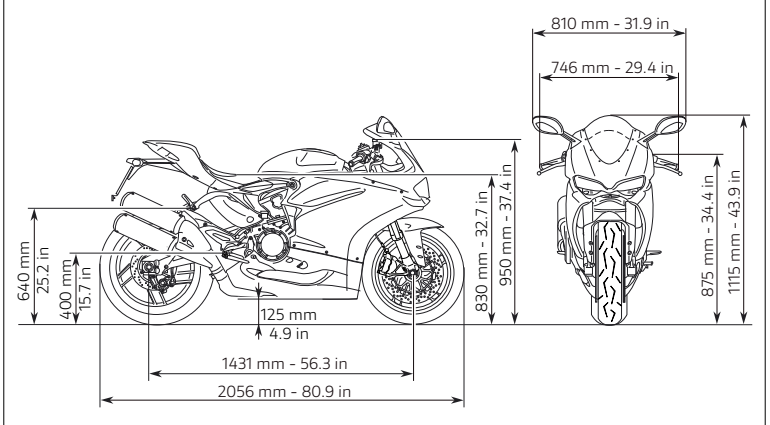 810 mm - 31.9 in
746 mm - 29.4 in
640 mm
25.2 in
400 mm
15.7 in
125 mm
4.9 in
830 mm - 32.7 in
950 mm - 37.4 in
875 mm - 34.4 in
1115 mm - 43.9 in
1431 mm - 56.3 in
2056 mm - 80.9 in